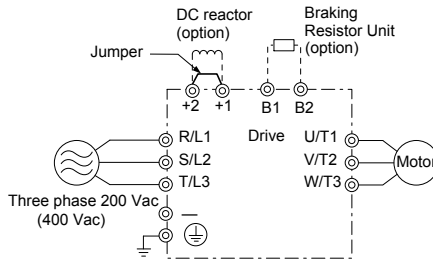 DC reactor
(option)
Braking
Resistor Unit
(option)
Jumper
+2
+1
B1
B2
R/L1
Drive
U/T1
S/L2
V/T2
Motor
T/L3
W/T3
Three phase 200 Vac
(400 Vac)
—